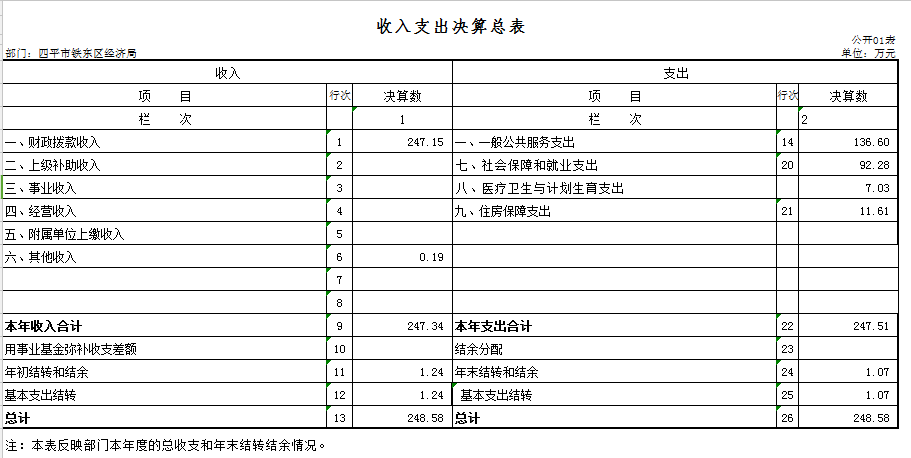 收入支出决算总表
公开01表
部门：四平市铁东区经济局 单位：万元
收入 支出
项 目 行次 决算数 项 目 行次 决算数
栏 次 1 栏 次 2
一、财政拨款收入 1 247.15 一、一般公共服务支出 14 136.60
二、上级补助收入 2 七、社会保障和就业支出 20 92.28
三、事业收入 3 八、医疗卫生与计划生育支出 7.03
四、经营收入 4 九、住房保障支出 21 11.61
五、附属单位上缴收入 5
六、其他收入 6 0.19
7
8
本年收入合计 9 247.34 本年支出合计 22 247.51
用事业基金弥补收支差额 10 结余分配 23
年初结转和结余 11 1.24 年末结转和结余 24 1.07
基本支出结转 12 1.24 基本支出结转 25 1.07
总计 13 248.58 总计 26 248.58
注：本表反映部门本年度的总收支和年末结转结余情况。